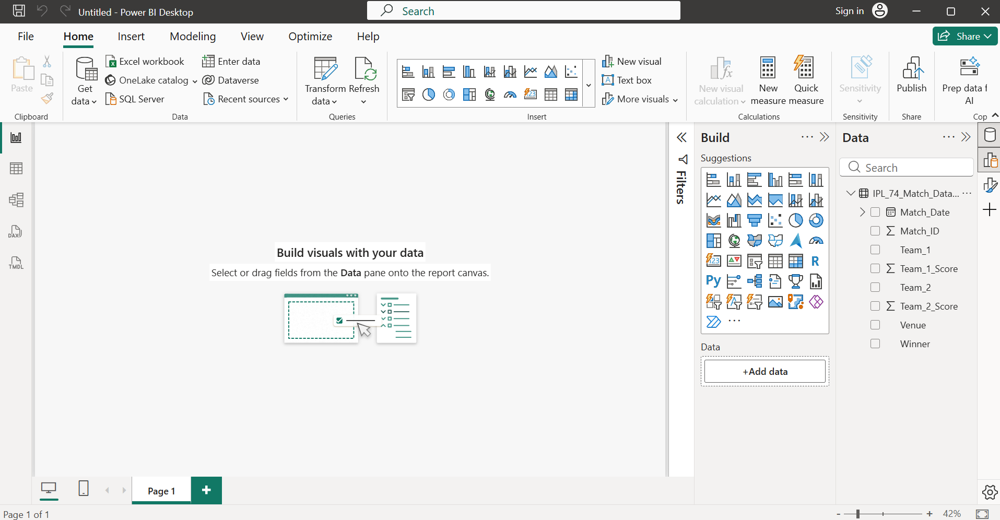 Untitled - Power BI Desktop
Search
Sign in
File
Home
Insert
Modeling
View
Optimize
Help
Share
Paste
Clipboard
Get
data
Excel workbook
OneLake catalog
SQL Server
Enter data
Dataverse
Recent sources
Data
Transform
data
Refresh
Queries
New visual
Text box
More visuals
Insert
New visual
calculation
New
measure
Quick
measure
Calculations
Sensitivity
Sensitivity
Publish
Share
Prep data f
AI
Cop
DAX
TMDL
Build visuals with your data
Select or drag fields from the Data pane onto the report canvas.
Filters
Build
Suggestions
123
R
Py
Data
+Add data
Data
Search
IPL_74_Match_Data...
Match_Date
Match_ID
Team_1
Team_1_Score
Team_2
Team_2_Score
Venue
Winner
Page 1
Page 1 of 1
42%